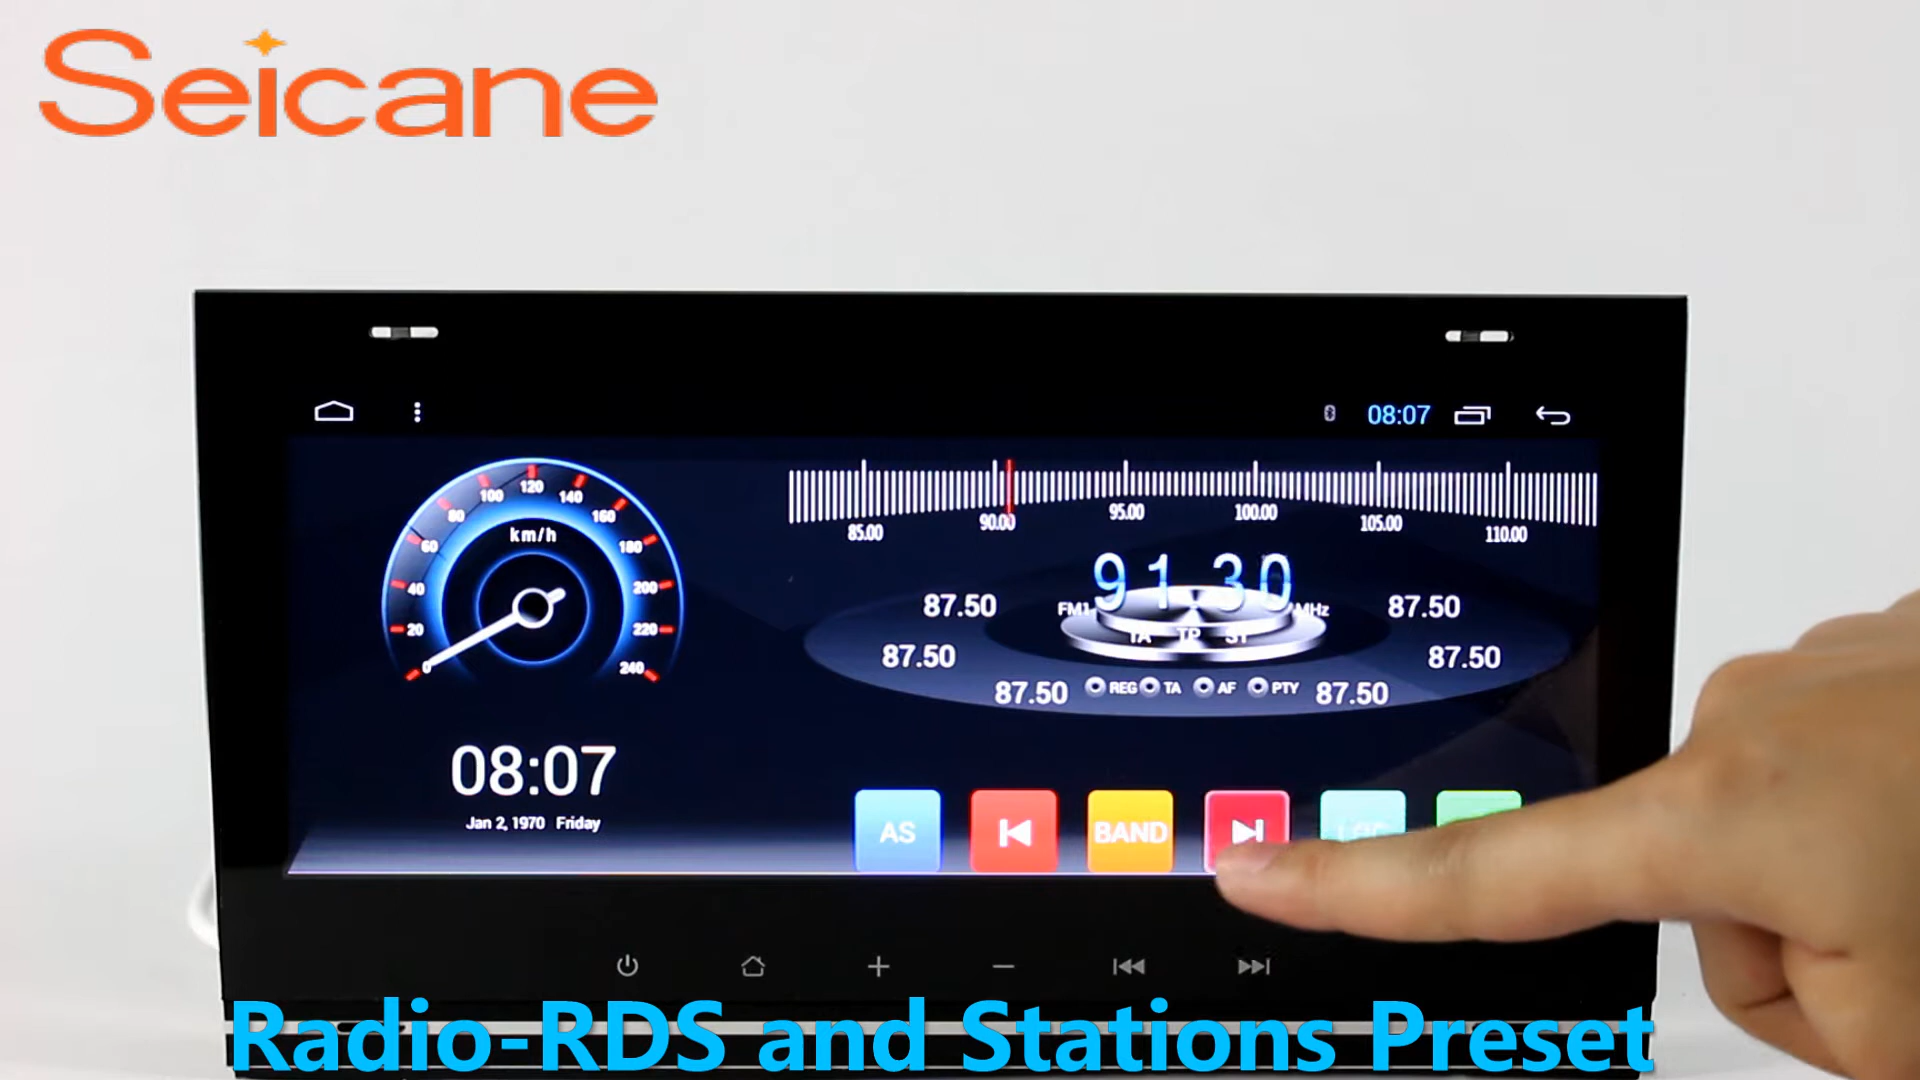 Seicane
08:07
120
100 140
80 160
km/h
60 180
40 200
20 220
0 240
08:07
Jan 2, 1970 Friday
85.00 90.00 95.00 100.00 105.00 110.00
91.30
87.50 FM1 MHz 87.50
TA TP ST
87.50 87.50
87.50 REG TA AF PTY 87.50
AS BAND
Radio-RDS and Stations Preset